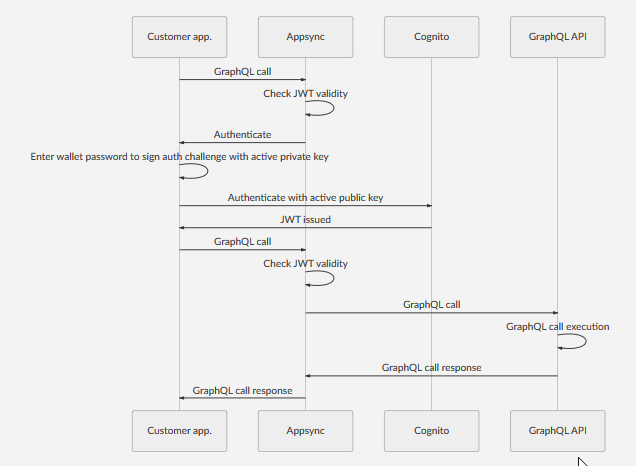 Customer app.
Appsync
Cognito
GraphQL API
GraphQL call
Check JWT validity
Authenticate
Enter wallet password to sign auth challenge with active private key
Authenticate with active public key
JWT issued
GraphQL call
Check JWT validity
GraphQL call
GraphQL call execution
GraphQL call response
GraphQL call response
Customer app.
Appsync
Cognito
GraphQL API